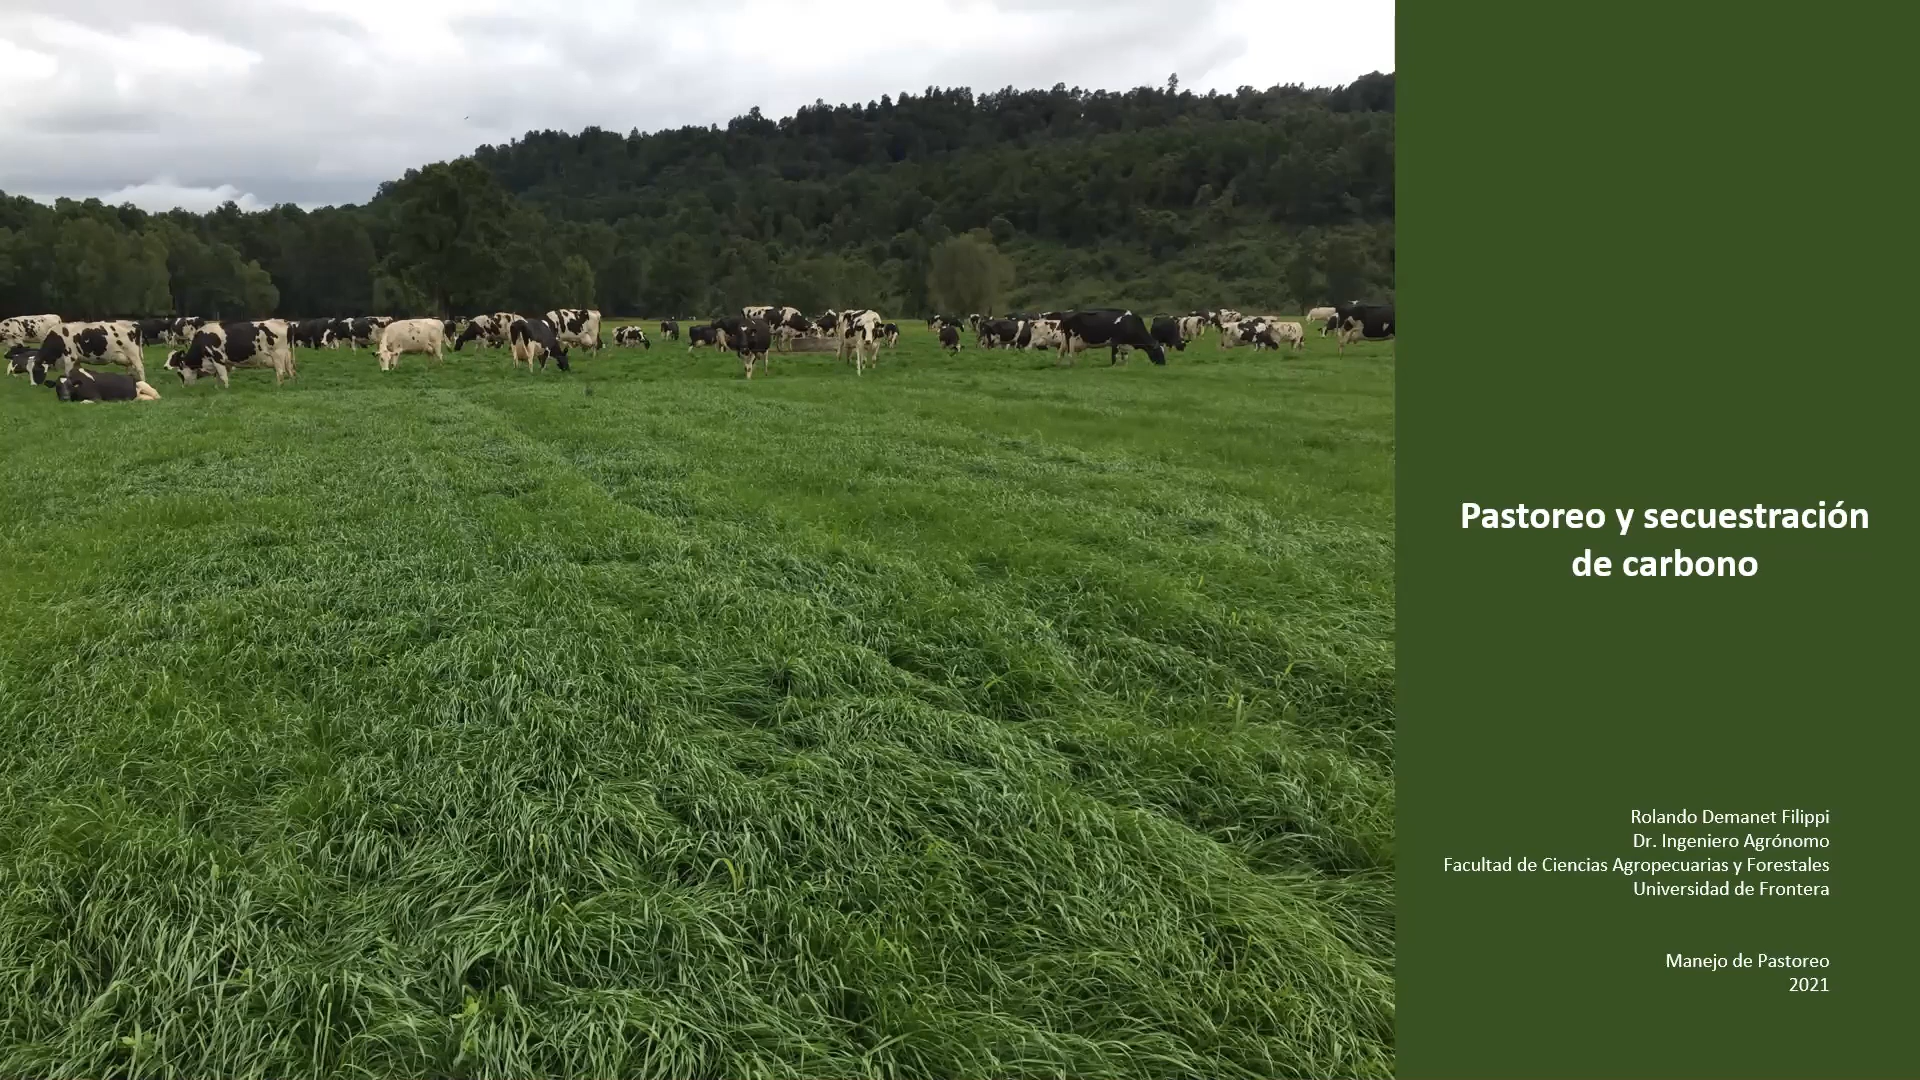 Pastoreo y secuestración
de carbono
Rolando Demanet Filippi
Dr. Ingeniero Agrónomo
Facultad de Ciencias Agropecuarias y Forestales
Universidad de Frontera
Manejo de Pastoreo
2021